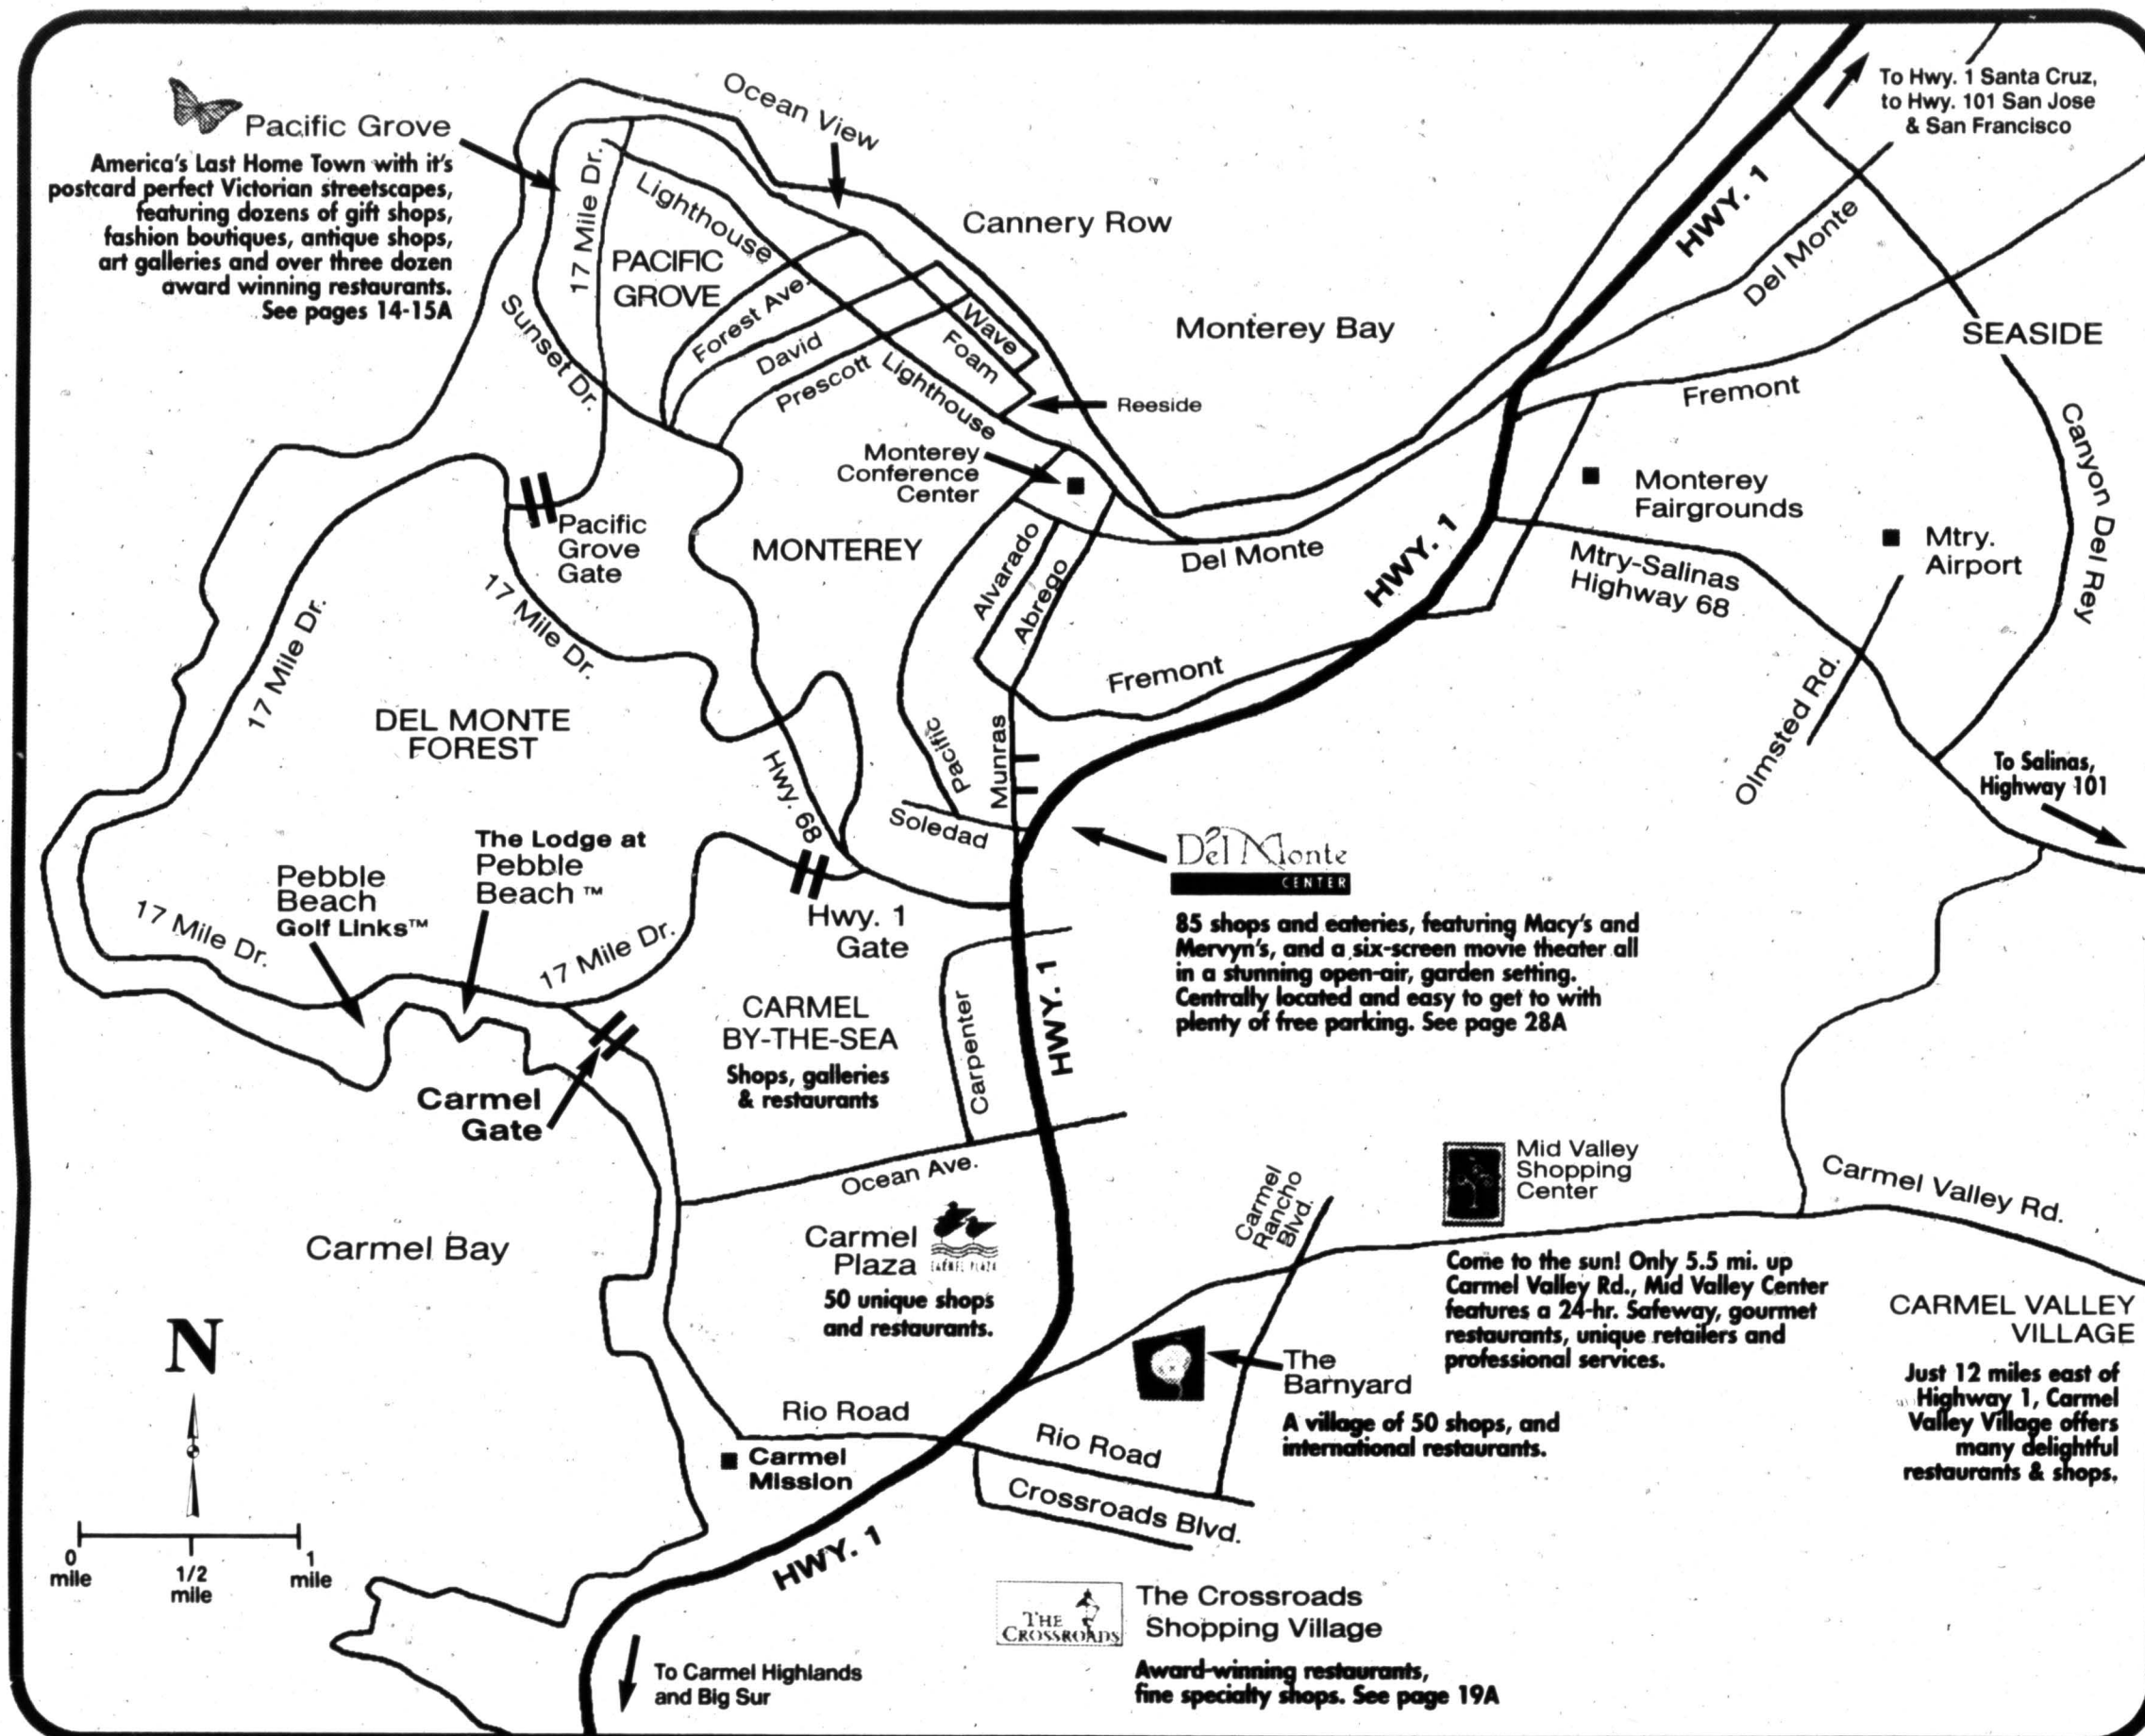 Pacific Grove
America's Last Home Town with it's
postcard perfect Victorian streetscapes,
featuring dozens of gift shops,
fashion boutiques, antique shops,
art galleries and over three dozen
award winning restaurants.
See pages 14-15A
Ocean View
Cannery Row
Monterey Bay
To Hwy. 1 Santa Cruz,
to Hwy. 101 San Jose
& San Francisco
HWY. 1
Del Monte
SEASIDE
Fremont
Canyon Del Rey
17 Mile Dr.
Lighthouse
PACIFIC
GROVE
Sunset Dr.
Forest Ave.
David
Prescott
Lighthouse
Wave
Foam
Reeside
Monterey
Conference
Center
Monterey
Fairgrounds
Mtry.
Airport
Mtry-Salinas
Highway 68
Pacific
Grove
Gate
MONTEREY
Alvarado
Abrego
Del Monte
HWY. 1
17 Mile Dr.
17 Mile Dr.
Fremont
Olmsted Rd.
To Salinas,
Highway 101
DEL MONTE
FOREST
Hwy. 68
Pacific
Munras
Soledad
Del Monte
CENTER
85 shops and eateries, featuring Macy's and
Mervyn's, and a six-screen movie theater all
in a stunning open-air, garden setting.
Centrally located and easy to get to with
plenty of free parking. See page 28A
The Lodge at
Pebble
Beach ™
Pebble
Beach
Golf Links™
17 Mile Dr.
17 Mile Dr.
Hwy. 1
Gate
CARMEL
BY-THE-SEA
Shops, galleries
& restaurants
Carpenter
HWY. 1
Carmel
Gate
Ocean Ave.
Carmel Bay
Carmel
Plaza
CARMEL PLAZA
50 unique shops
and restaurants.
Carmel
Rancho
Blvd.
Mid Valley
Shopping
Center
Carmel Valley Rd.
Come to the sun! Only 5.5 mi. up
Carmel Valley Rd., Mid Valley Center
features a 24-hr. Safeway, gourmet
restaurants, unique retailers and
professional services.
CARMEL VALLEY
VILLAGE
Just 12 miles east of
Highway 1, Carmel
Valley Village offers
many delightful
restaurants & shops.
The
Barnyard
A village of 50 shops, and
international restaurants.
N
Rio Road
Rio Road
Carmel
Mission
Crossroads Blvd.
HWY. 1
0
mile
1/2
mile
1
mile
THE
CROSSROADS
The Crossroads
Shopping Village
Award-winning restaurants,
fine specialty shops. See page 19A
To Carmel Highlands
and Big Sur